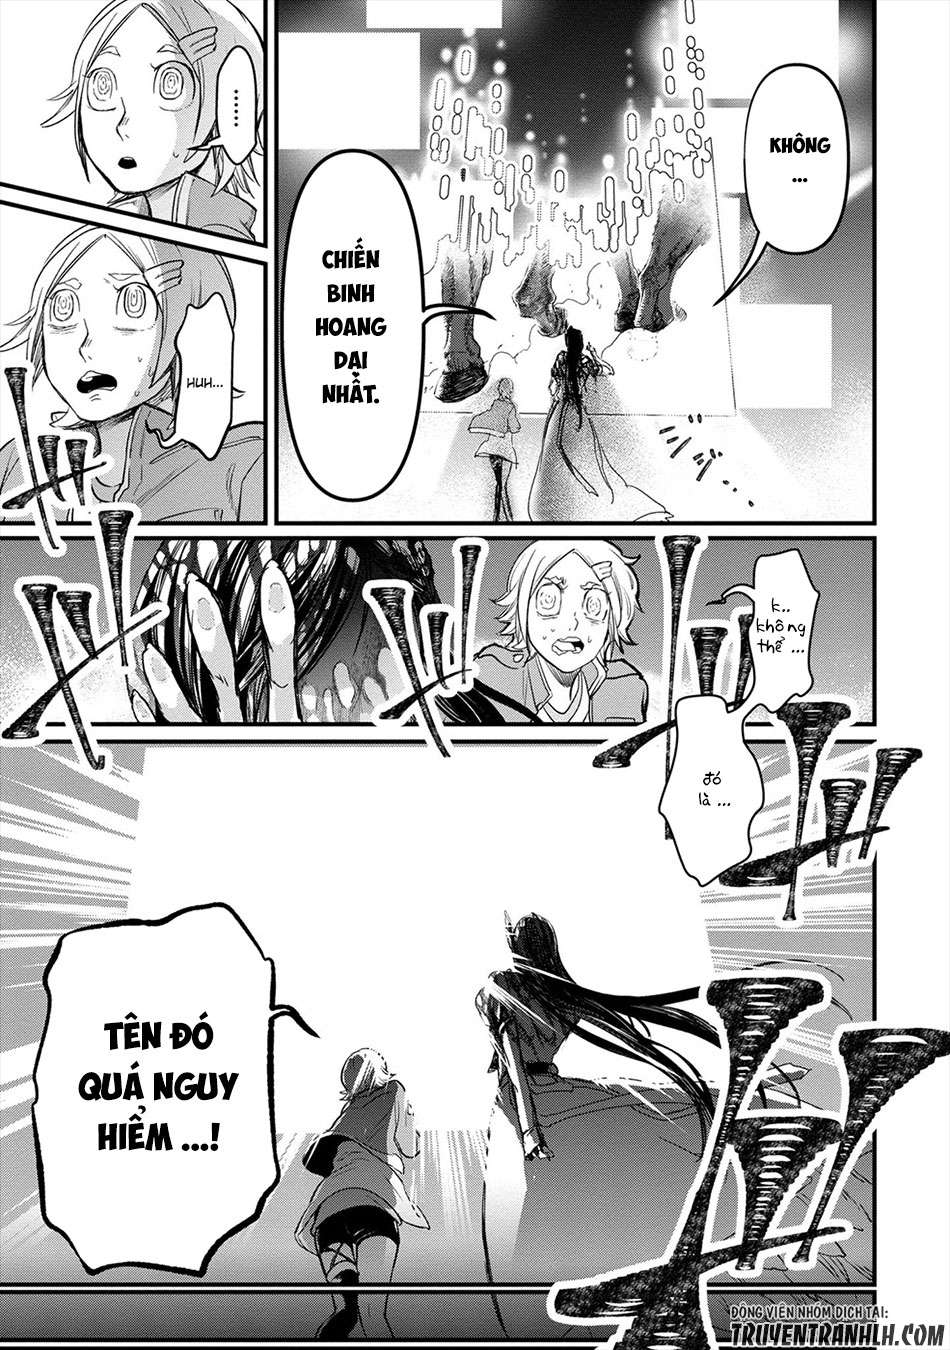 KHÔNG
...
CHIẾN
BINH
HOANG
DẠI
NHẤT.
......
HUH...
K..
không
thể ...
đó
là ...
TÊN ĐÓ
QUÁ NGUY
HIỂM ...!
ĐỘNG VIÊN NHÓM DỊCH TẠI:
TRUYENTRANHLH.COM